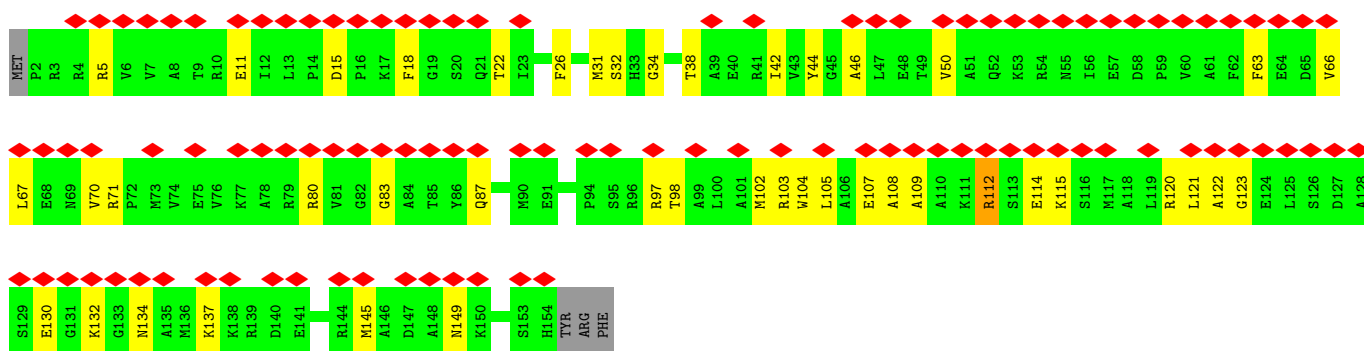 MET P2 R3 R4 R5 V6 V7 A8 T9 R10 E11 I12 L13 P14 D15 P16 K17 F18 G19 S20 Q21 T22 I23 F26 M31 S32 H33 G34 T38 A39 E40 R41 I42 V43 Y44 G45 A46 L47 E48 T49 V50 A51 Q52 K53 R54 N55 I56 E57 D58 P59 V60 A61 F62 F63 E64 D65 V66
L67 E68 N69 V70 R71 P72 M73 V74 E75 V76 K77 A78 R79 R80 V81 G82 G83 A84 T85 Y86 Q87 M90 E91 P94 S95 R96 R97 T98 A99 L100 A101 M102 R103 W104 L105 A106 E107 A108 A109 A110 K111 R112 S113 E114 K115 S116 M117 A118 L119 R120 L121 A122 G123 E124 L125 S126 D127 A128
S129 E130 G131 K132 G133 N134 A135 M136 K137 K138 R139 D140 E141 R144 M145 A146 D147 A148 N149 K150 S153 H154 TYR ARG PHE